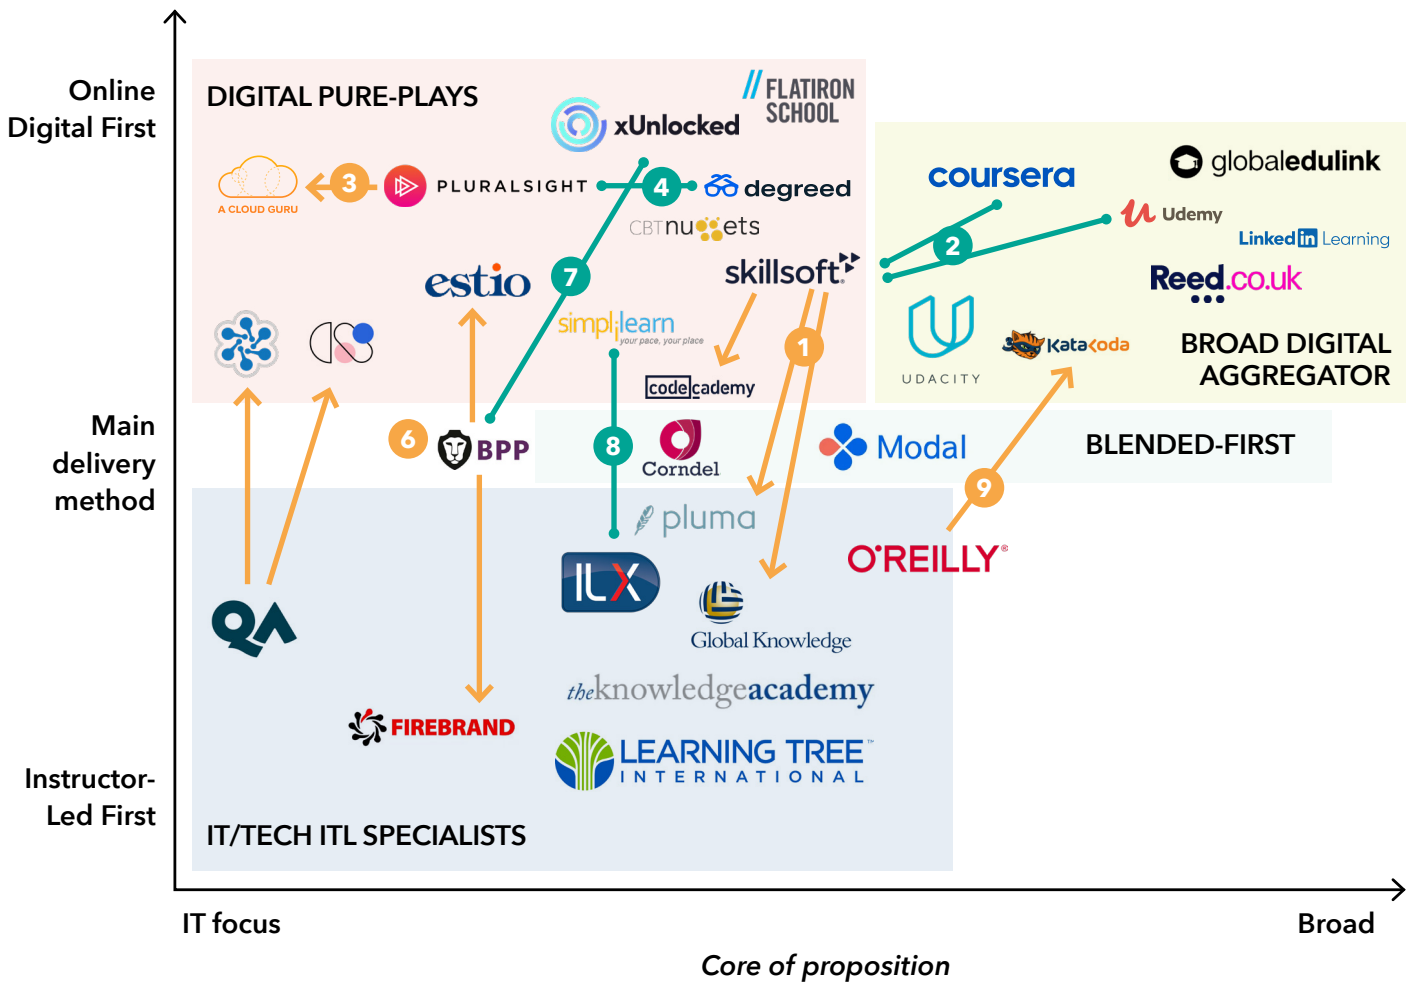 Online
Digital First
DIGITAL PURE-PLAYS
FLATIRON
SCHOOL
xUnlocked
globaledulink
coursera
A CLOUD GURU
3
PLURALSIGHT
4
degreed
Udemy
CBTnuggets
2
LinkedIn Learning
estio
7
skillsoft®
Reed.co.uk
simplilearn
your pace, your place
1
UDACITY
KataKoda
BROAD DIGITAL
AGGREGATOR
codecademy
Main
delivery
method
6
BPP
8
Corndel
Modal
BLENDED-FIRST
9
pluma
O'REILLY®
ILX
QA
Global Knowledge
theknowledgeacademy
FIREBRAND
LEARNING TREE™
INTERNATIONAL
Instructor-
Led First
IT/TECH ITL SPECIALISTS
IT focus
Broad
Core of proposition